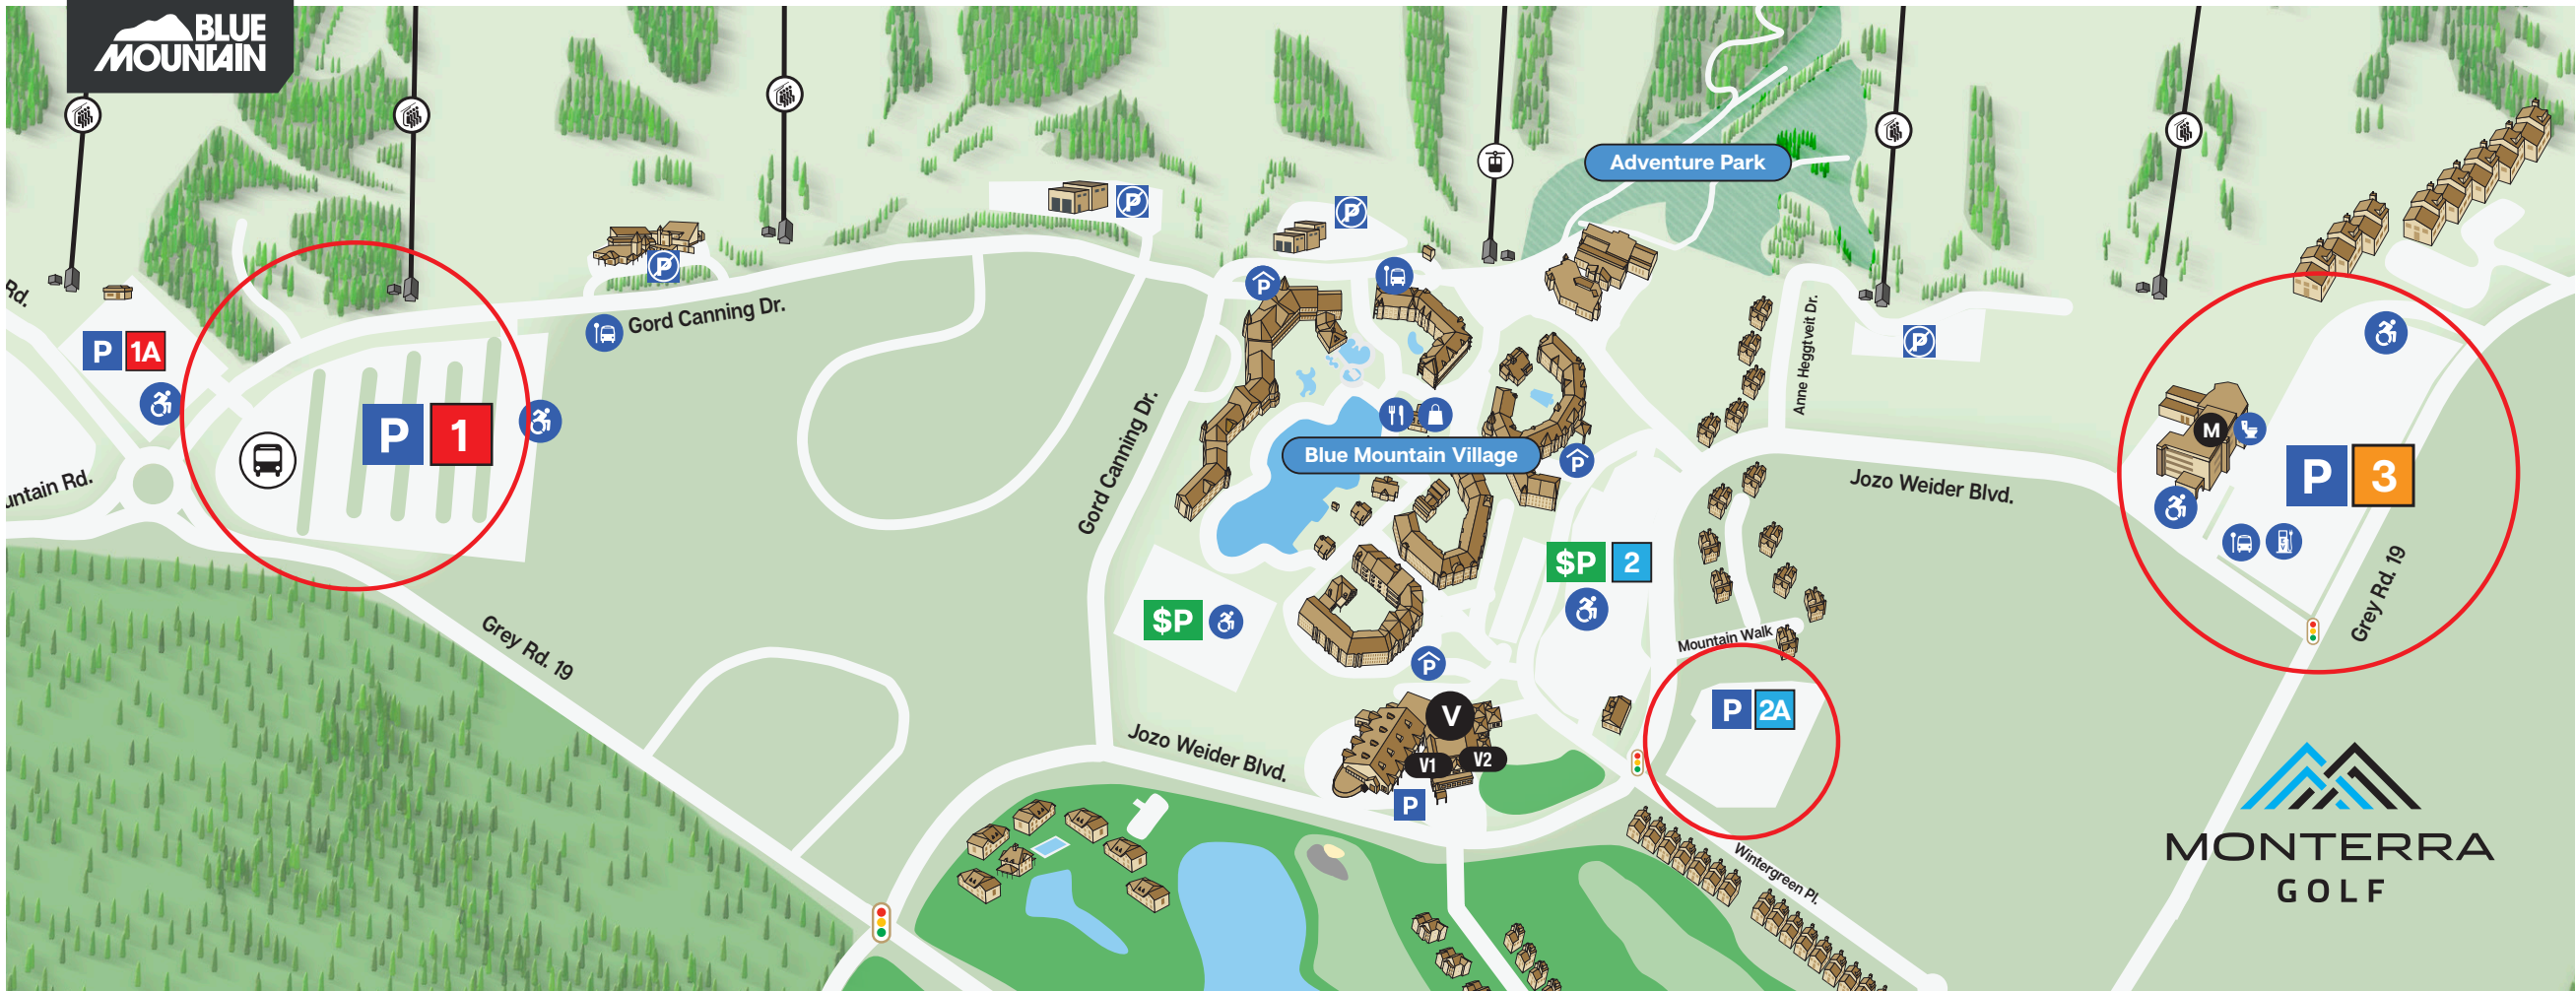 BLUE
MOUNTAIN
Adventure Park
P
P
P
P
P
Rd.
Gord Canning Dr.
P 1A
Anne Heggtveit Dr.
P
P 1
Gord Canning Dr.
Blue Mountain Village
P
M
P 3
untain Rd.
Jozo Weider Blvd.
$P 2
Grey Rd. 19
$P
Grey Rd. 19
Mountain Walk
P
V
P 2A
Jozo Weider Blvd.
V1
V2
P
Wintergreen Pl.
MONTERRA
GOLF